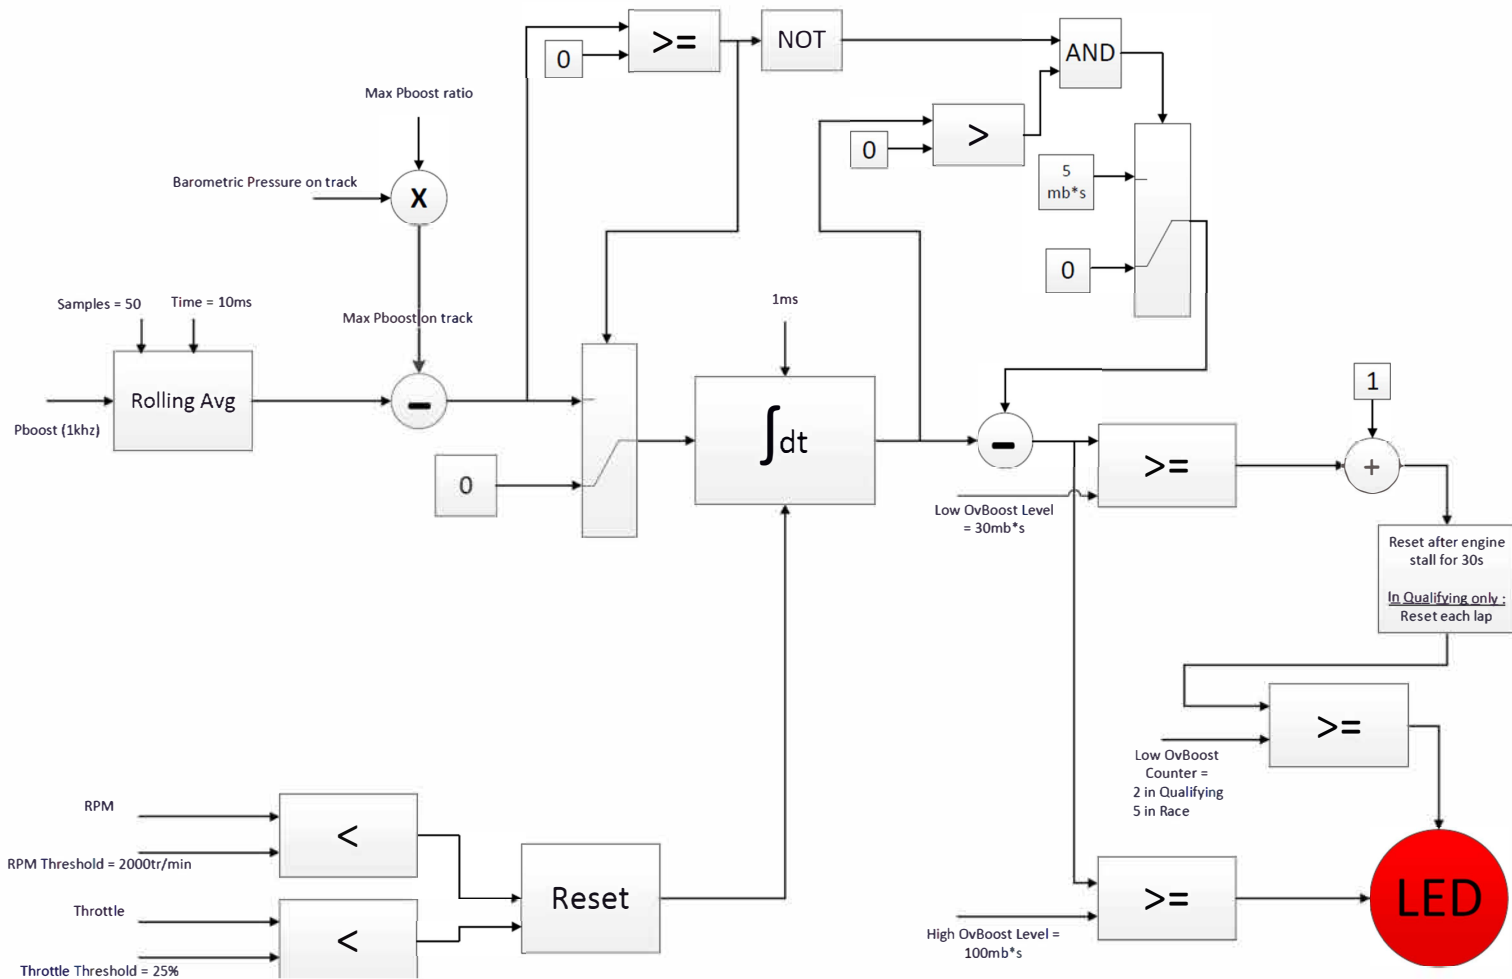 >=
NOT
AND
0
Max Pboost ratio
>
0
5
mb*s
Barometric Pressure on track
X
0
Samples = 50
Time = 10ms
1ms
Max Pboost on track
Rolling Avg
-
Pboost (1khz)
∫dt
1
-
>=
+
0
Low OvBoost Level
= 30mb*s
Reset after engine
stall for 30s
In Qualifying only :
Reset each lap
>=
Low OvBoost
Counter =
2 in Qualifying
5 in Race
RPM
<
RPM Threshold = 2000tr/min
Reset
Throttle
<
Throttle Threshold = 25%
>=
LED
High OvBoost Level =
100mb*s